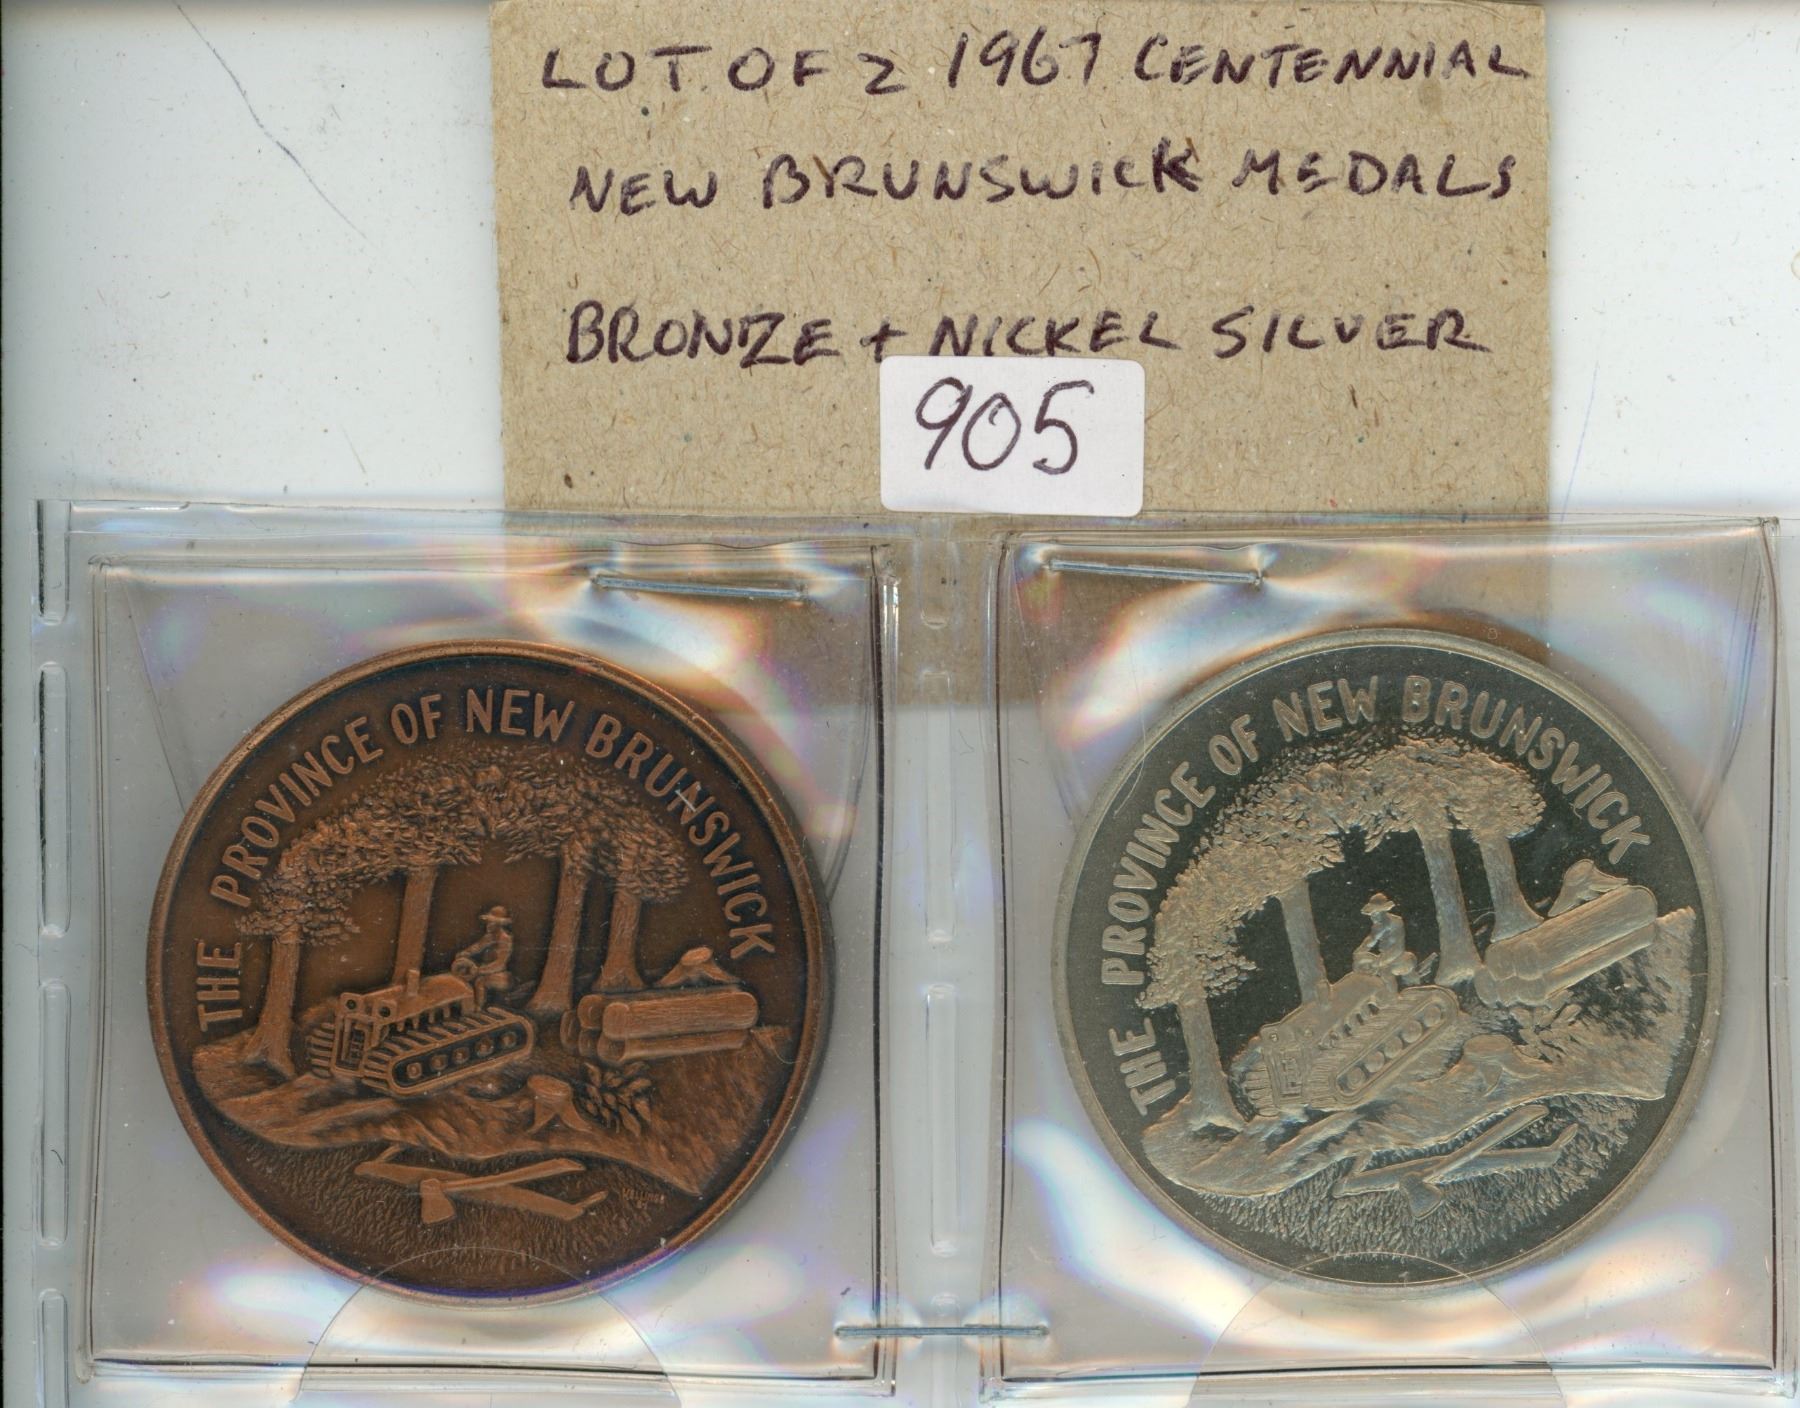 LOT OF 2 1967 CENTENNIAL
NEW BRUNSWICK MEDALS
BRONZE + NICKEL SILVER
905
THE PROVINCE OF NEW BRUNSWICK
THE PROVINCE OF NEW BRUNSWICK